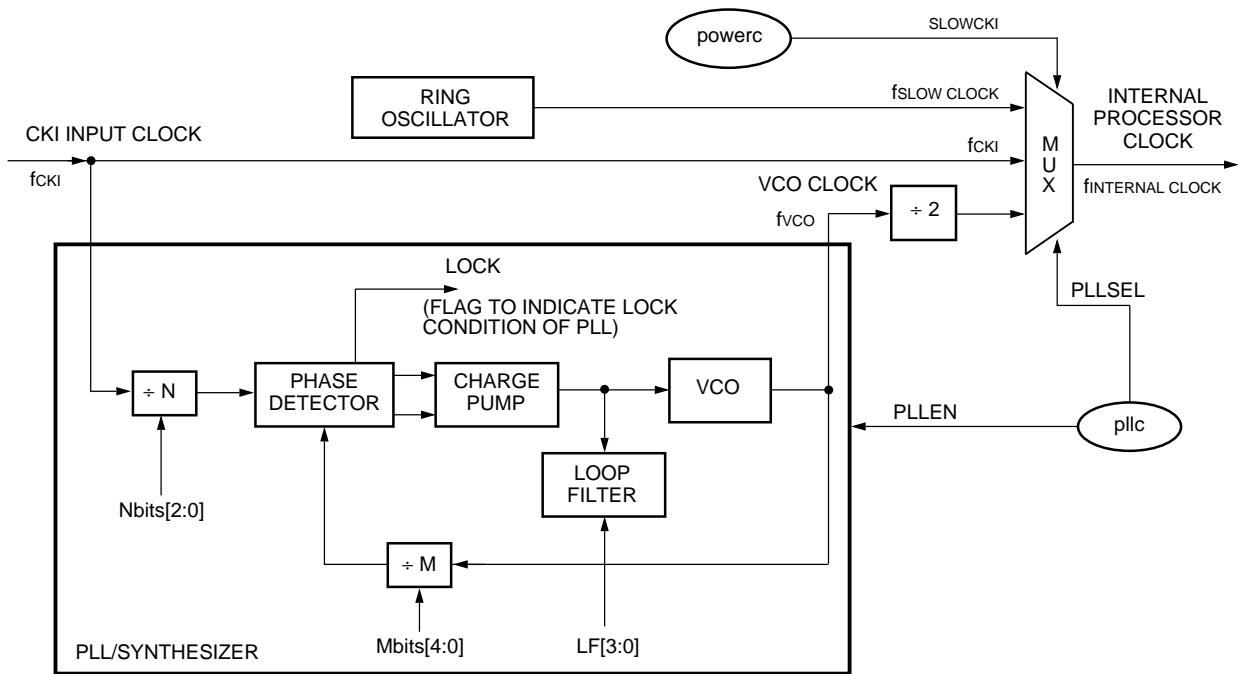 powerc
SLOWCKI
RING
OSCILLATOR
fSLOW CLOCK
INTERNAL
PROCESSOR
CLOCK
CKI INPUT CLOCK
fCKI
fCKI
MUX
fINTERNAL CLOCK
VCO CLOCK
fVCO
÷ 2
LOCK
(FLAG TO INDICATE LOCK
CONDITION OF PLL)
PLLSEL
÷ N
PHASE
DETECTOR
CHARGE
PUMP
VCO
PLLEN
pllc
LOOP
FILTER
Nbits[2:0]
÷ M
Mbits[4:0]
LF[3:0]
PLL/SYNTHESIZER